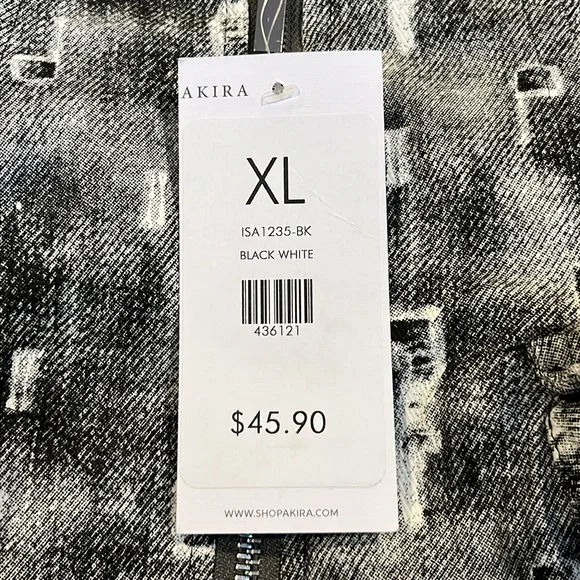 AKIRA
XL
ISA1235-BK
BLACK WHITE
436121
$45.90
WWW.SHOPAKIRA.COM